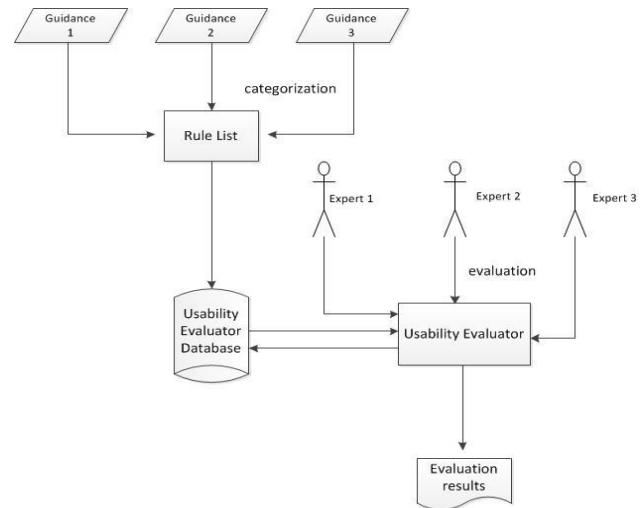 Guidance
1
Guidance
2
Guidance
3
categorization
Rule List
Expert 1
Expert 2
Expert 3
evaluation
Usability
Evaluator
Database
Usability Evaluator
Evaluation
results